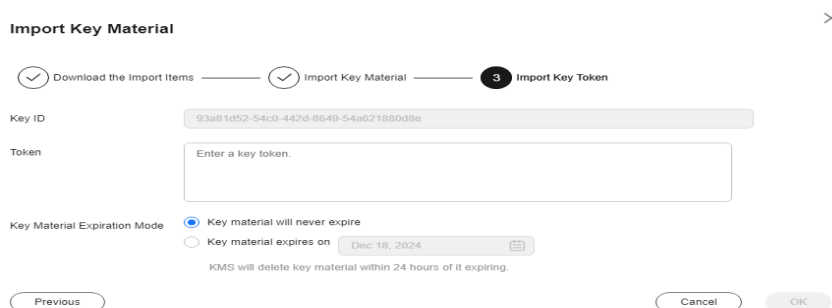 Import Key Material
Download the Import Items
Import Key Material
3 Import Key Token
Key ID 93a81d52-54c0-442d-8649-54a621880d8e
Token Enter a key token.
Key Material Expiration Mode Key material will never expire
Key material expires on Dec 18, 2024
KMS will delete key material within 24 hours of it expiring.
Previous Cancel OK